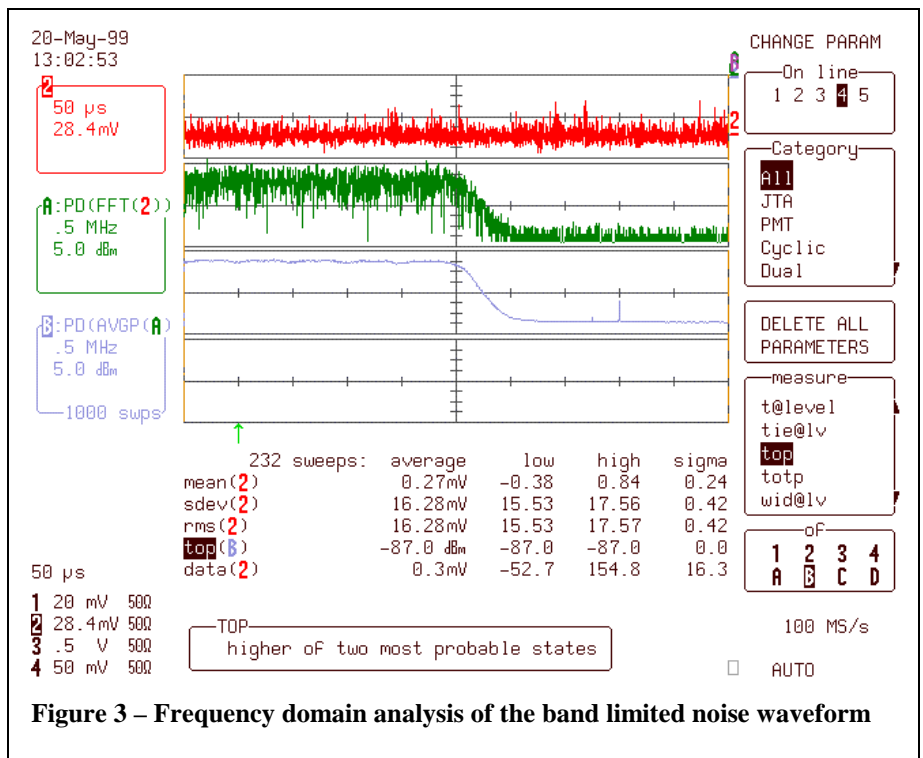 20-May-99
13:02:53
2
50 µs
28.4mV
A:PD(FFT(2))
.5 MHz
5.0 dBm
B:PD(AVGP(A)
.5 MHz
5.0 dBm
1000 swps
2
CHANGE PARAM
On line
1 2 3 4 5
Category
All
JTA
PMT
Cyclic
Dual
DELETE ALL
PARAMETERS
measure
t@level
tie@lv
top
totp
wid@lv
of
1 2 3 4
A B C D
232 sweeps: average low high sigma
mean(2) 0.27mV -0.38 0.84 0.24
sdev(2) 16.28mV 15.53 17.56 0.42
rms(2) 16.28mV 15.53 17.57 0.42
top(B) -87.0 dBm -87.0 -87.0 0.0
data(2) 0.3mV -52.7 154.8 16.3
50 µs
1 20 mV 50Ω
2 28.4mV 50Ω
3 .5 V 50Ω
4 50 mV 50Ω
TOP
higher of two most probable states
100 MS/s
AUTO
Figure 3 – Frequency domain analysis of the band limited noise waveform